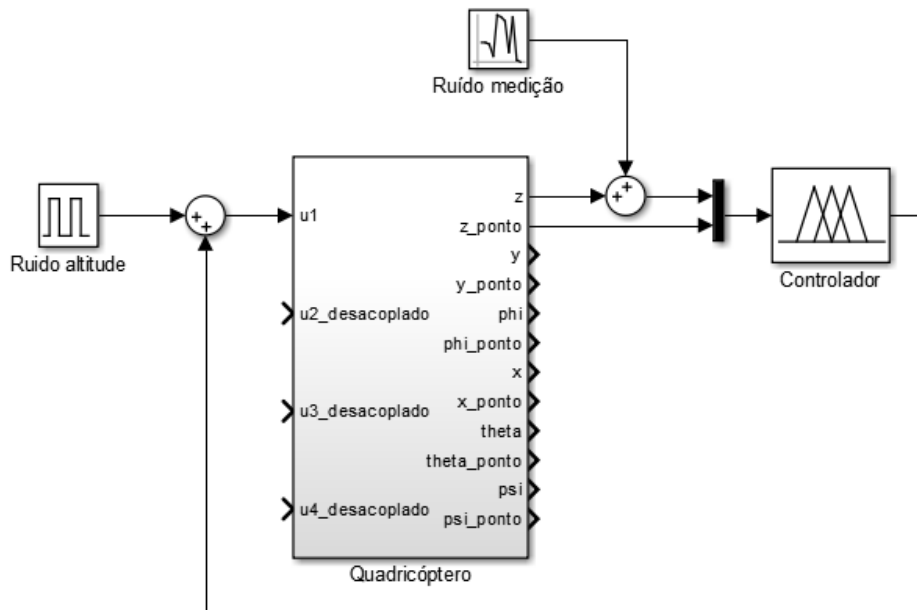 Ruído medição
Ruido altitude
u1
u2_desacoplado
u3_desacoplado
u4_desacoplado
z
z_ponto
y
y_ponto
phi
phi_ponto
x
x_ponto
theta
theta_ponto
psi
psi_ponto
Quadricóptero
Controlador